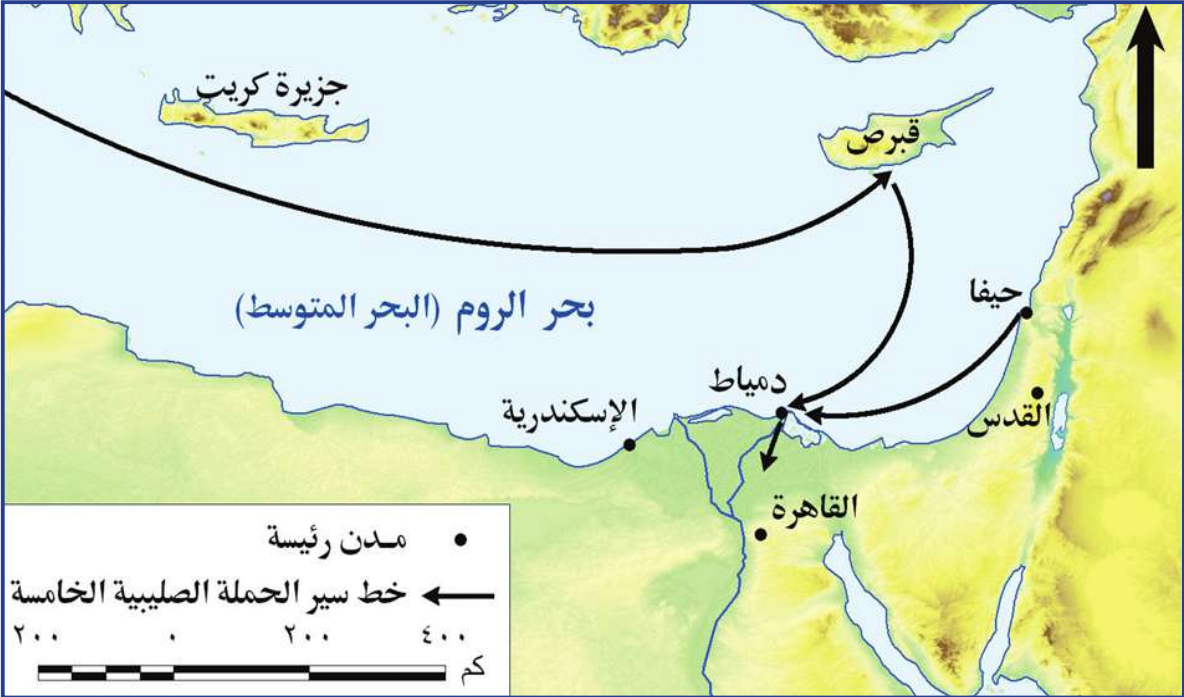 جزيرة كريت
قبرص
حيفا
بحر الروم (البحر المتوسط)
دمياط
القدس
الإسكندرية
القاهرة
مـدن رئيسة
خط سير الحملة الصليبية الخامسة
٢٠٠ ٠ ٢٠٠ ٤٠٠
كم